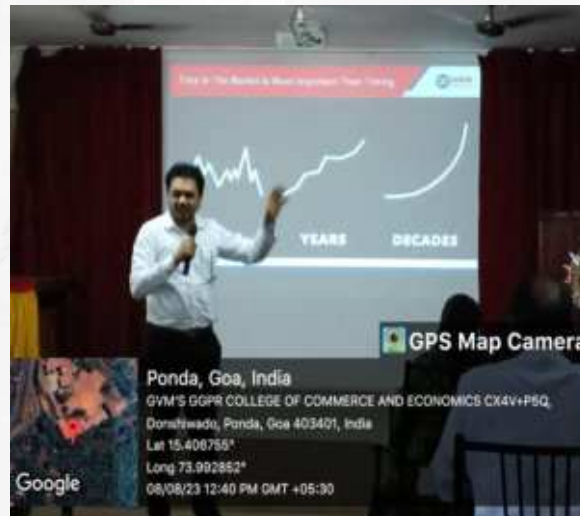 Time In The Market Is More Important Than Timing
YEARS
DECADES
GPS Map Camera
Ponda, Goa, India
GVM'S GGPR COLLEGE OF COMMERCE AND ECONOMICS CX4V+P5Q,
Donshiwado, Ponda, Goa 403401, India
Lat 15.406755°
Long 73.992852°
08/08/23 12:40 PM GMT +05:30
Google